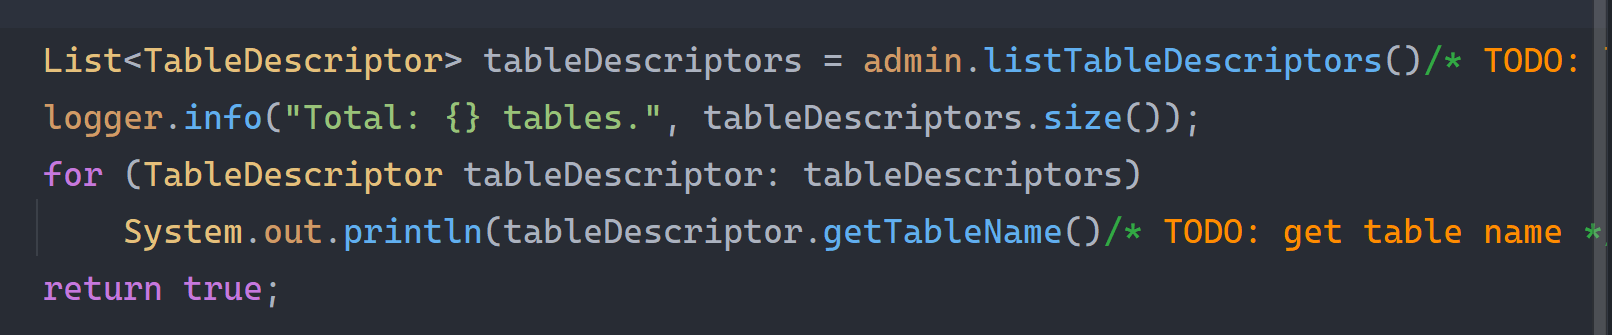 List<TableDescriptor> tableDescriptors = admin.listTableDescriptors()/* TODO:
logger.info("Total: {} tables.", tableDescriptors.size());
for (TableDescriptor tableDescriptor: tableDescriptors)
    System.out.println(tableDescriptor.getTableName()/* TODO: get table name *
return true;